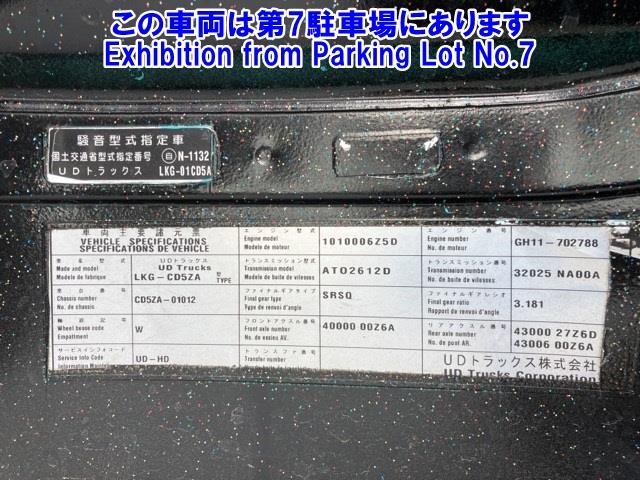 この車両は第7駐車場にあります
Exhibition from Parking Lot No.7
騒音型式指定車
国土交通省型式指定番号 自 N-1132
UDトラックス LKG-01CD5A
車両主要諸元票
VEHICLE SPECIFICATIONS
SPECIFICATIONS DE VEHICLE
エンジン型式
Engine model
Modele de moteur
1010006Z5D
エンジン番号
Engine number
No. de moteur
GH11-702788
車名型式
Made and model
Modele de fabrication
UDトラックス
UD Trucks
LKG-CD5ZA 型 TYPE
トランスミッション型式
Transmission model
Modele de boite de vitesses
ATO2612D
トランスミッション番号
Transmission number
No. de boite de vitesses
32025 NA00A
車台番号
Chassis number
No. de chassis
CD5ZA-01012
ファイナルギアタイプ
Final gear type
Type de renvoi d'angle
SRSQ
ファイナルギアレシオ
Final gear ratio
Rapport de renvoi d'angle
3.181
軸距記号
Wheel base code
Empattement
W
フロントアクスル番号
Front axle number
No. de essieu AV.
40000 00Z6A
リアアクスル番号
Rear axle number
No. de pont AR.
43000 27Z6D
43006 00Z6A
サービスインフォコード
Service Info Code
UD-HD
トランスファ番号
Transfer number
UDトラックス株式会社
UD Trucks Corporation